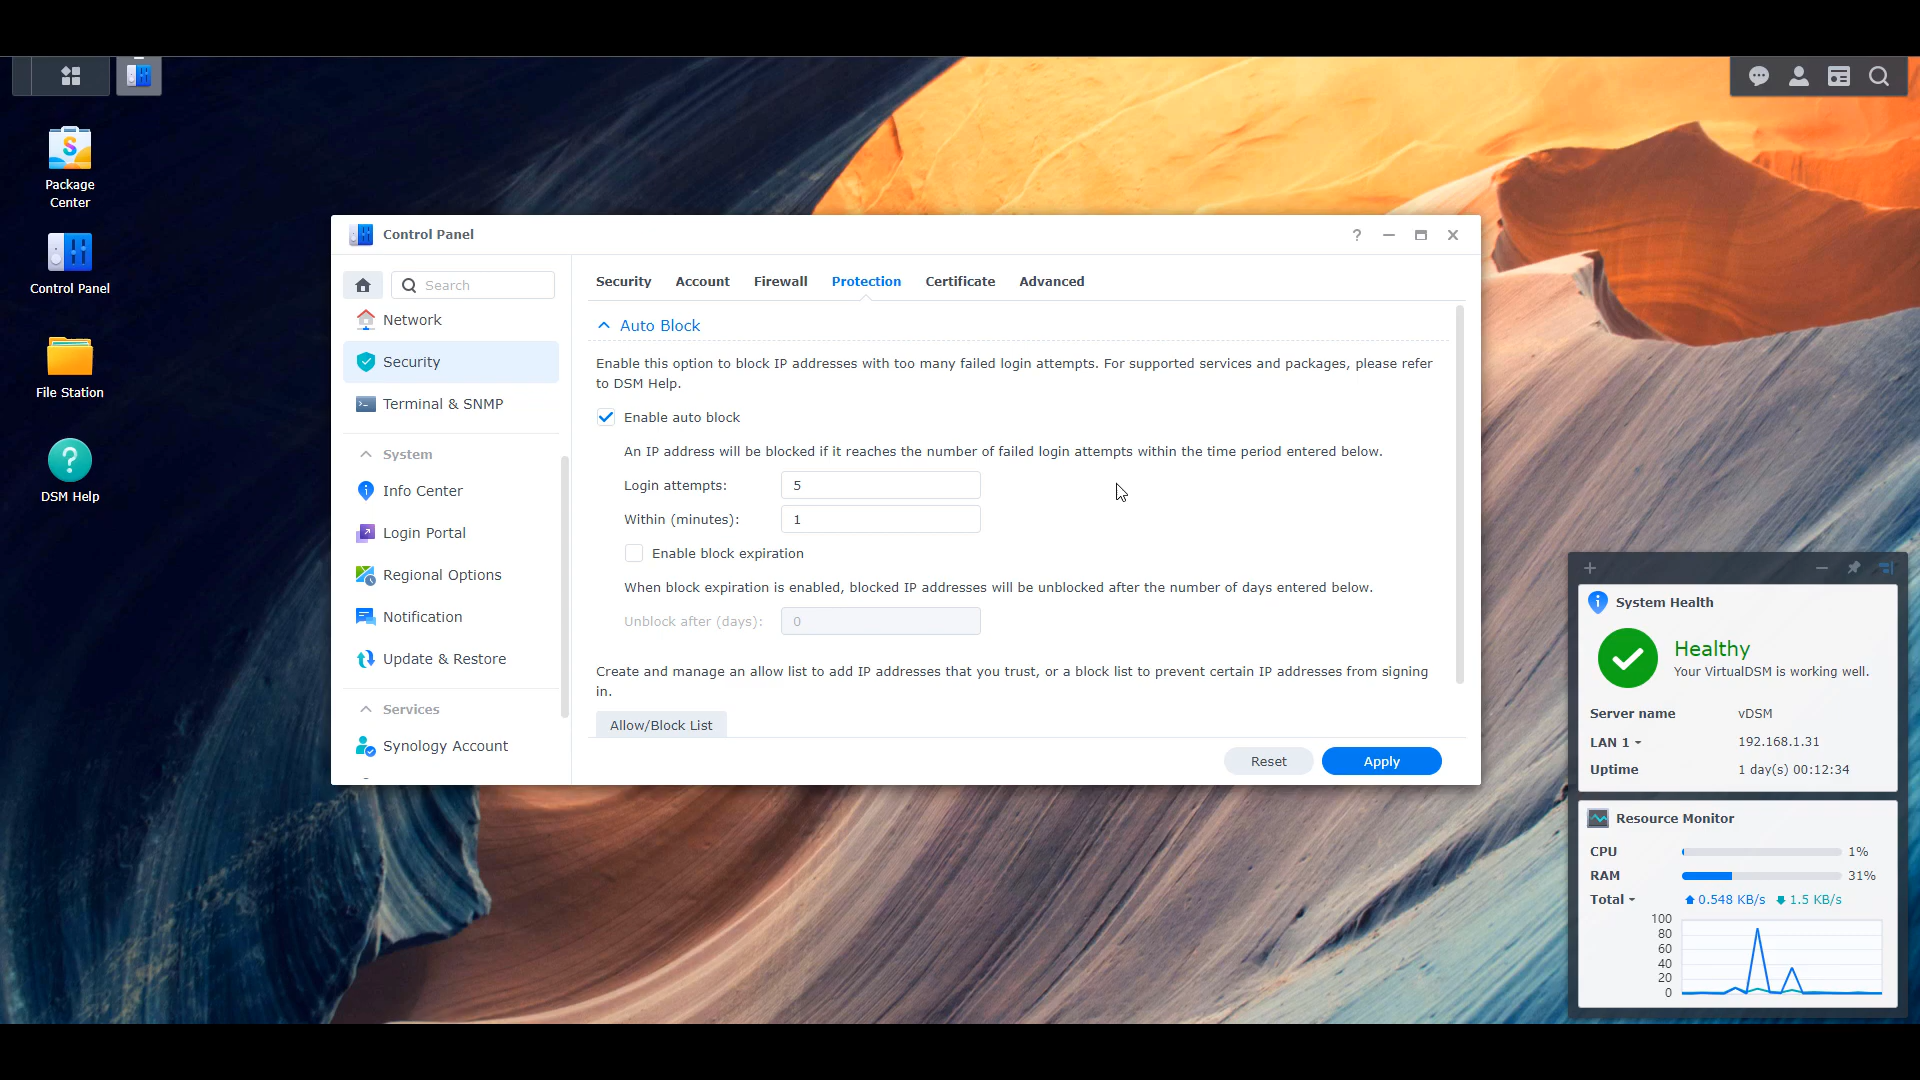 Package
Center
Control Panel
File Station
DSM Help
Control Panel
Search
Network
Security
Terminal & SNMP
System
Info Center
Login Portal
Regional Options
Notification
Update & Restore
Services
Synology Account
Security Account Firewall Protection Certificate Advanced
Auto Block
Enable this option to block IP addresses with too many failed login attempts. For supported services and packages, please refer
to DSM Help.
Enable auto block
An IP address will be blocked if it reaches the number of failed login attempts within the time period entered below.
Login attempts: 5
Within (minutes): 1
Enable block expiration
When block expiration is enabled, blocked IP addresses will be unblocked after the number of days entered below.
Unblock after (days): 0
Create and manage an allow list to add IP addresses that you trust, or a block list to prevent certain IP addresses from signing
in.
Allow/Block List
Reset Apply
System Health
Healthy
Your VirtualDSM is working well.
Server name vDSM
LAN 1 192.168.1.31
Uptime 1 day(s) 00:12:34
Resource Monitor
CPU 1%
RAM 31%
Total 0.548 KB/s 1.5 KB/s
100
80
60
40
20
0